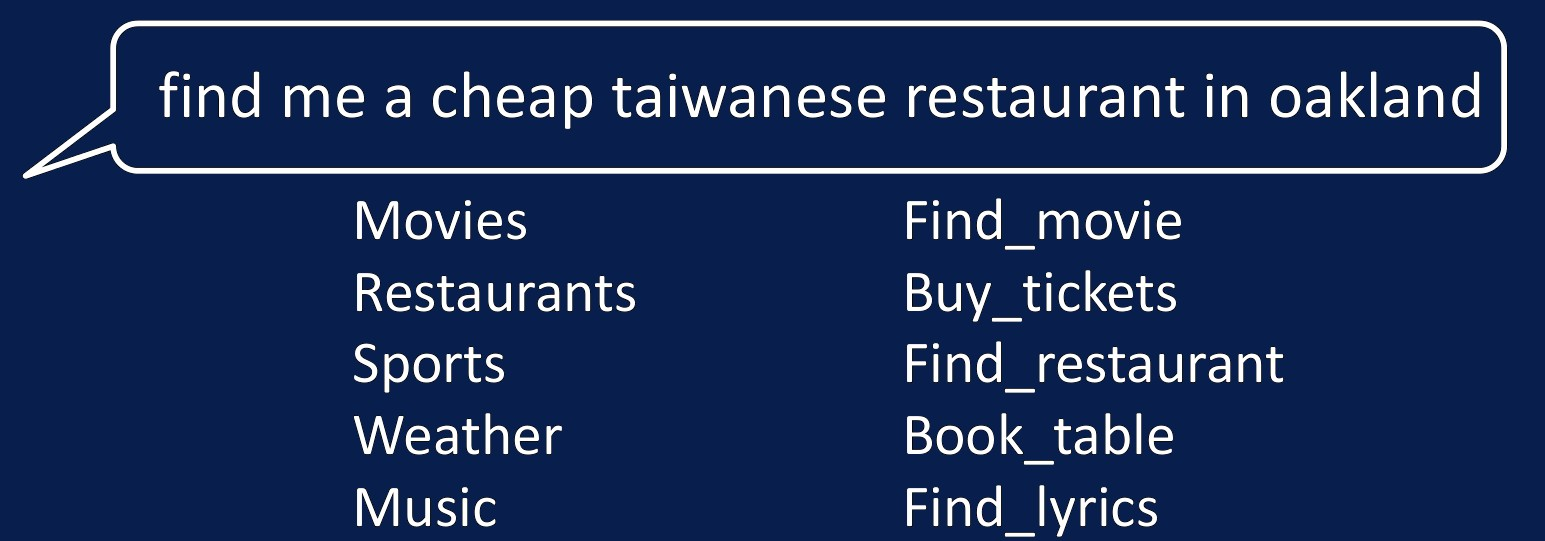 find me a cheap taiwanese restaurant in oakland
Movies
Restaurants
Sports
Weather
Music
Find_movie
Buy_tickets
Find_restaurant
Book_table
Find_lyrics